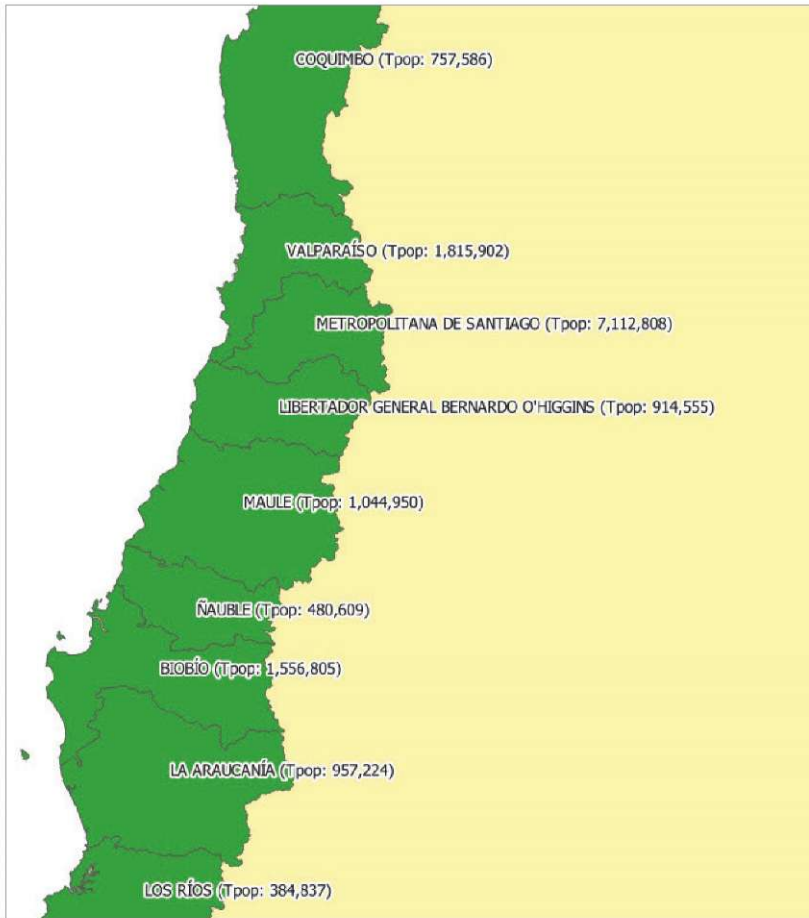 COQUIMBO (Tpop: 757,586)
VALPARAÍSO (Tpop: 1,815,902)
METROPOLITANA DE SANTIAGO (Tpop: 7,112,808)
LIBERTADOR GENERAL BERNARDO O'HIGGINS (Tpop: 914,555)
MAULE (Tpop: 1,044,950)
ÑAUBLE (Tpop: 480,609)
BIOBÍO (Tpop: 1,556,805)
LA ARAUCANÍA (Tpop: 957,224)
LOS RÍOS (Tpop: 384,837)